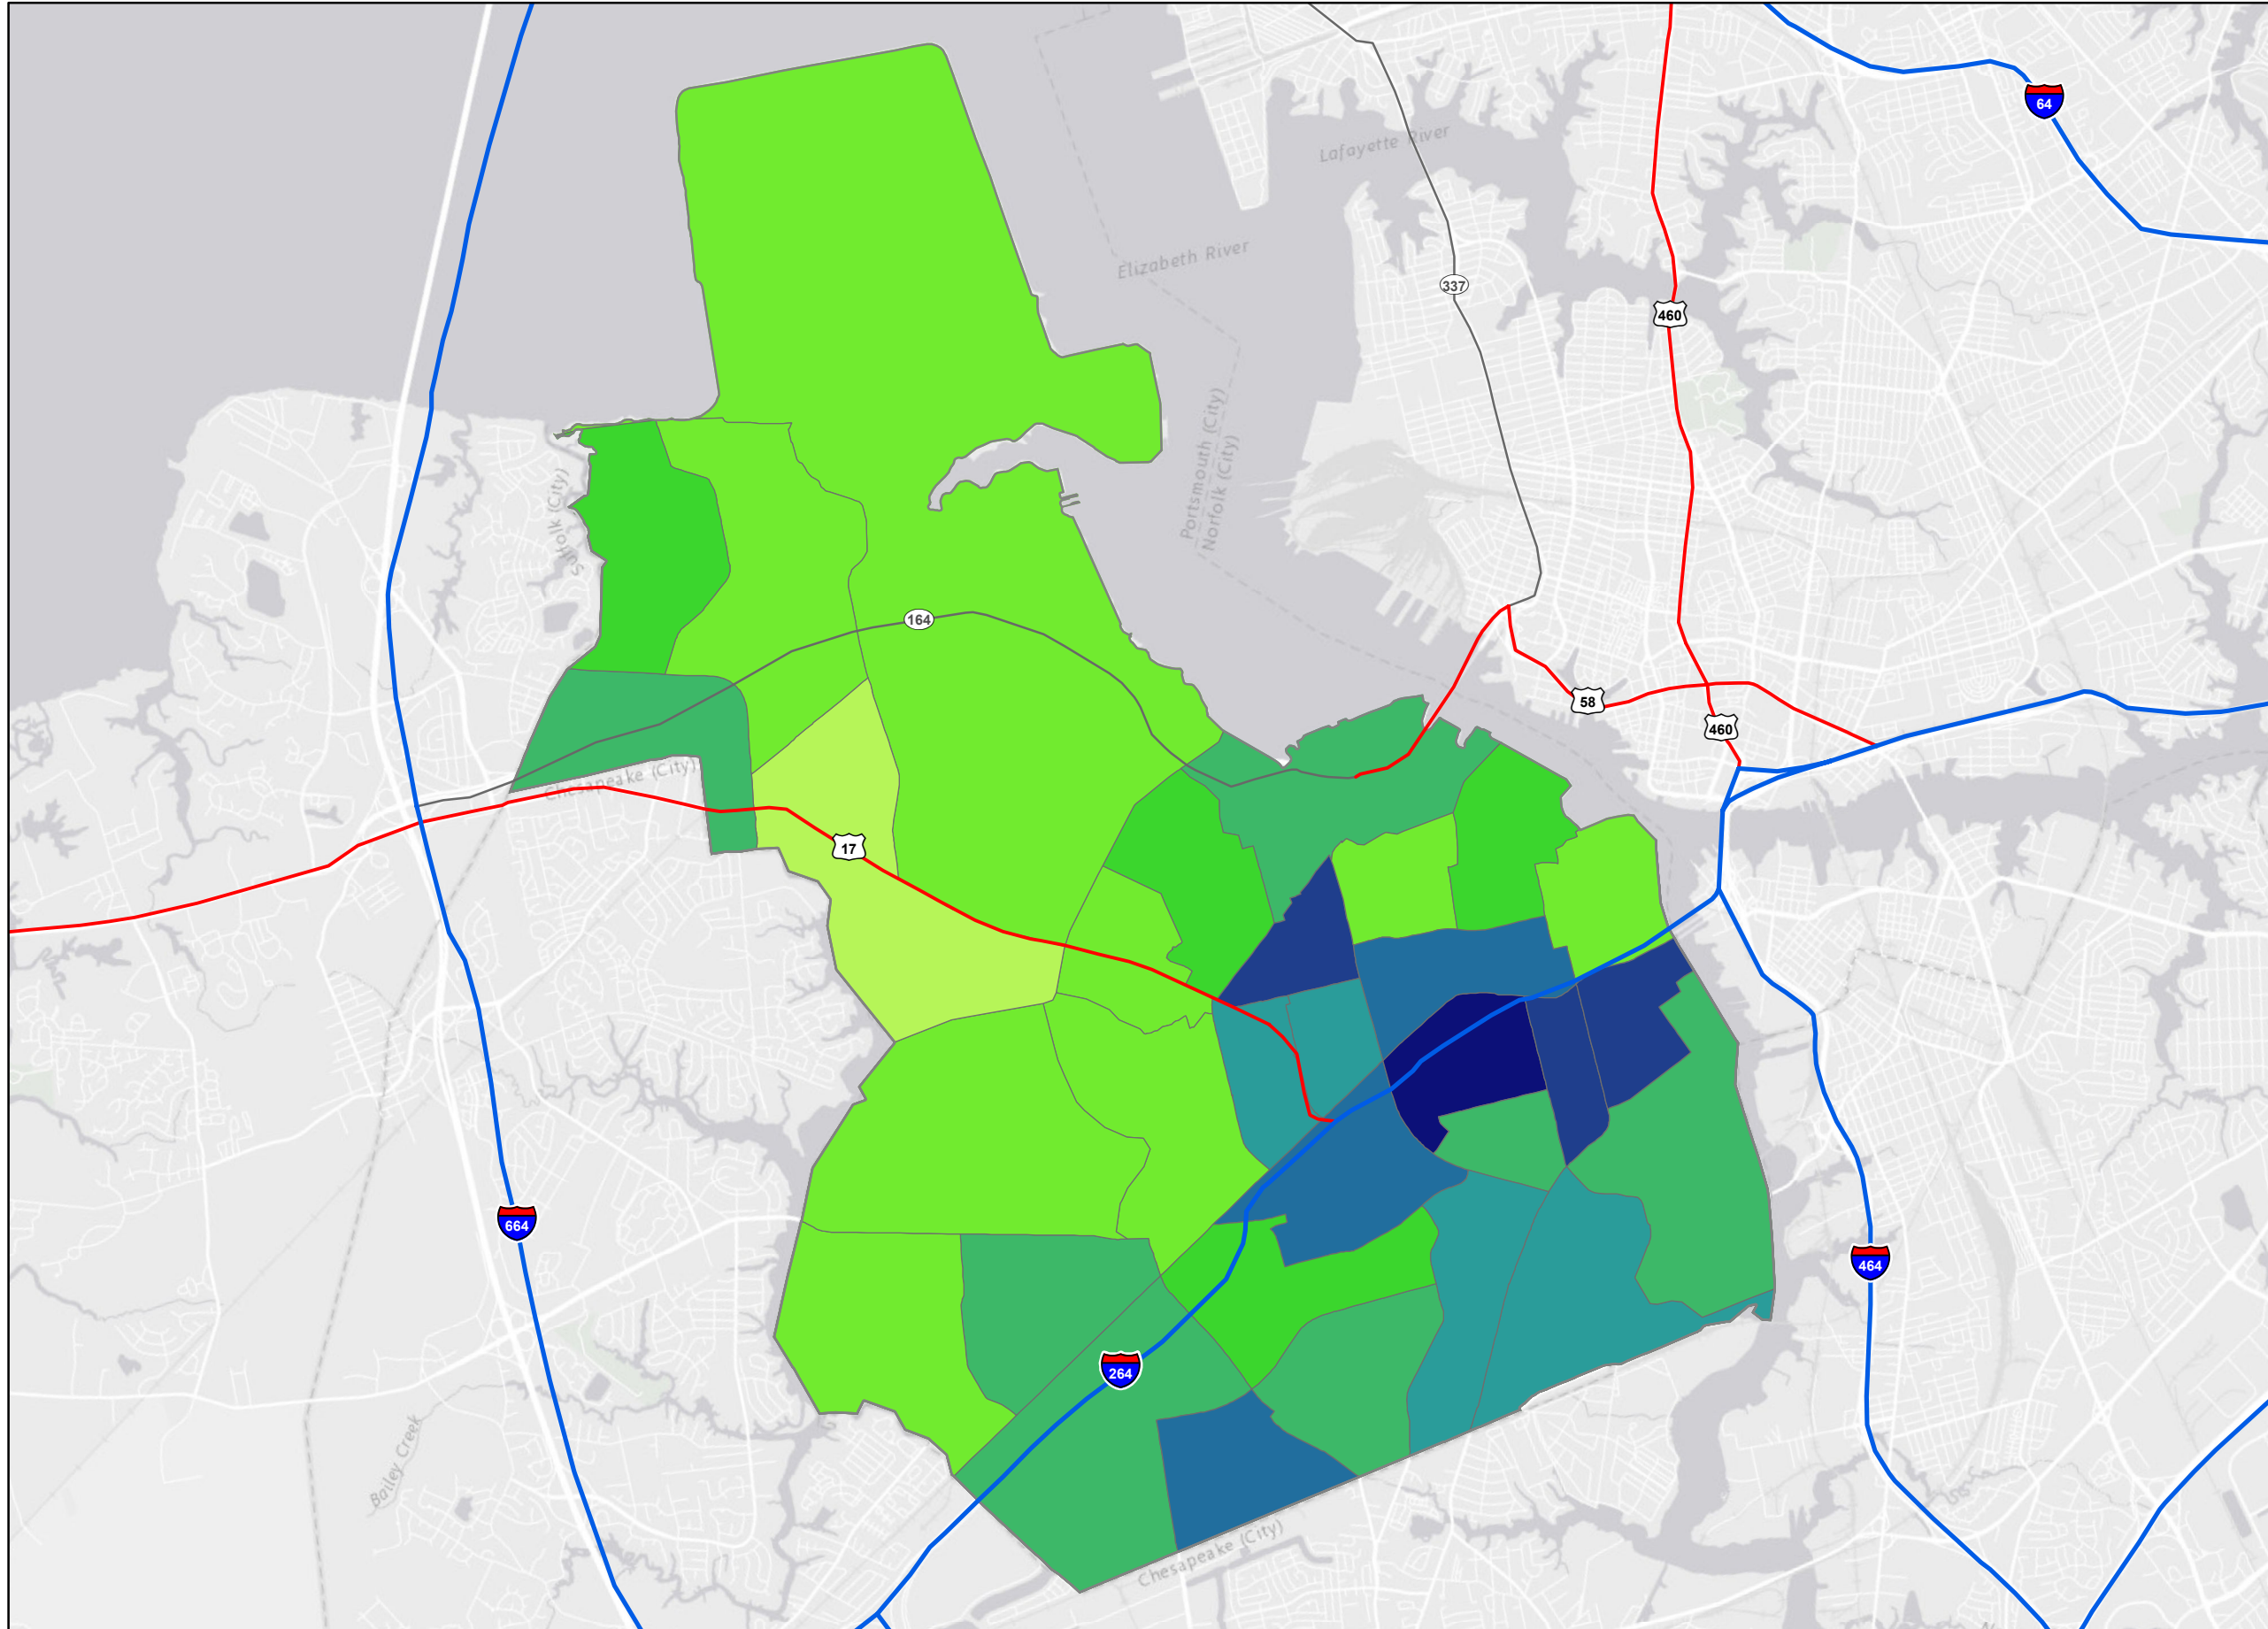 64
Lafayette River
Elizabeth River
337
460
Portsmouth (City)
Norfolk (City)
Suffolk (City)
164
58
460
Chesapeake (City)
17
664
464
264
Bailey Creek
Chesapeake (City)